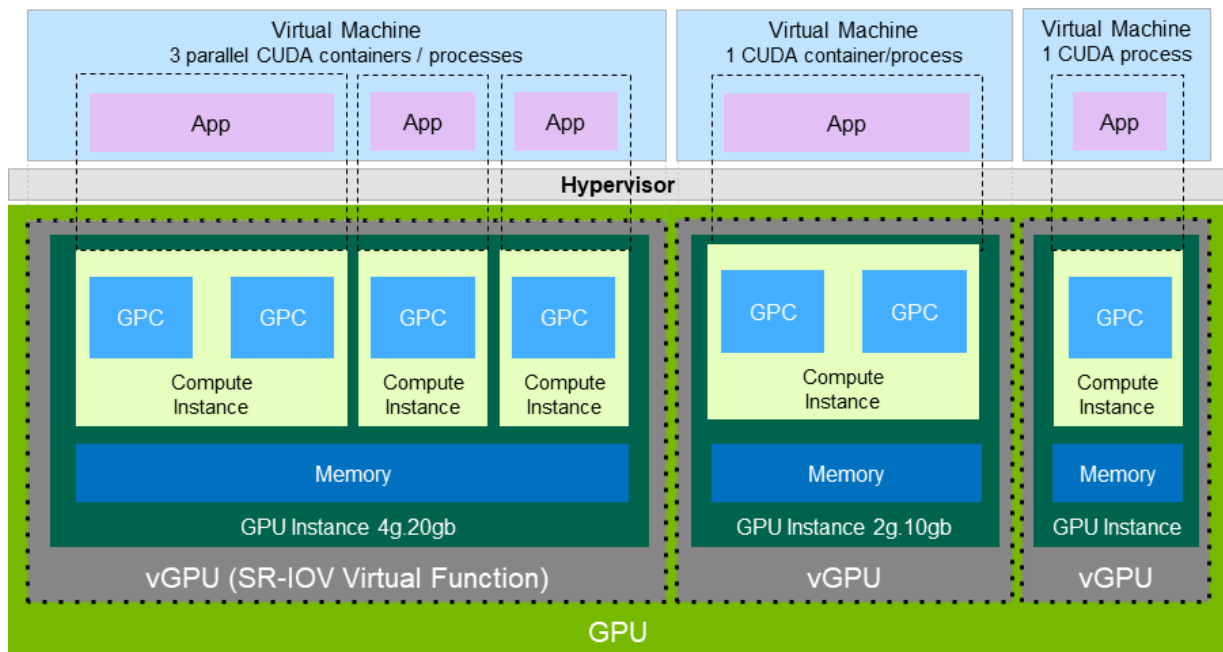 Virtual Machine
3 parallel CUDA containers / processes
App
App
App
Virtual Machine
1 CUDA container/process
App
Virtual Machine
1 CUDA process
App
Hypervisor
GPC
GPC
Compute
Instance
GPC
Compute
Instance
GPC
Compute
Instance
Memory
GPU Instance 4g.20gb
vGPU (SR-IOV Virtual Function)
GPC
GPC
Compute
Instance
Memory
GPU Instance 2g.10gb
vGPU
GPC
Compute
Instance
Memory
GPU Instance
vGPU
GPU